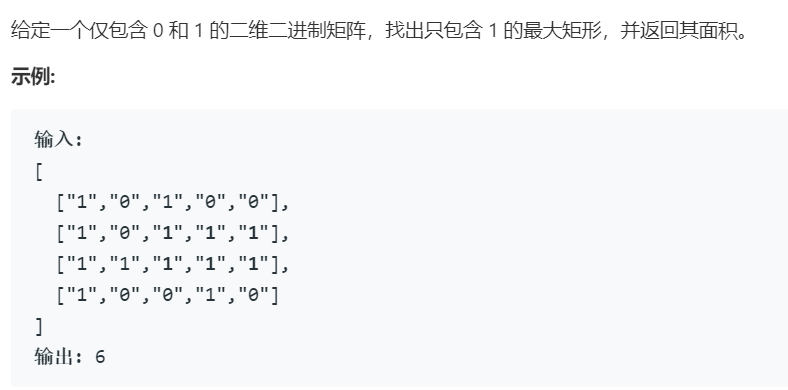 给定一个仅包含 0 和 1 的二维二进制矩阵，找出只包含 1 的最大矩形，并返回其面积。
示例:
输入:
[
  ["1","0","1","0","0"],
  ["1","0","1","1","1"],
  ["1","1","1","1","1"],
  ["1","0","0","1","0"]
]
输出: 6